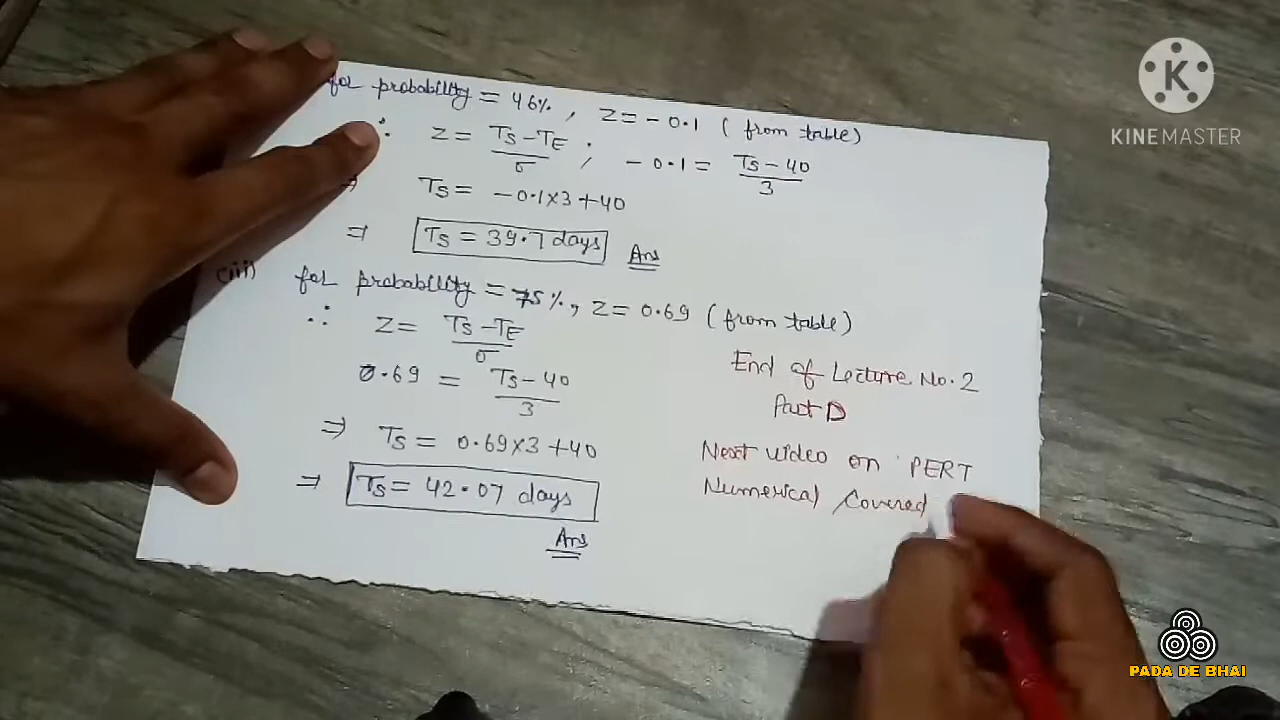 for probability = 46%, Z = -0.1 (from table)
∴ Z = TS - TE / σ ; -0.1 = TS - 40 / 3
⇒ TS = -0.1 x 3 + 40
⇒ TS = 39.7 days Ans
(iii) for probability = 75%, Z = 0.69 (from table)
∴ Z = TS - TE / σ
0.69 = TS - 40 / 3
⇒ TS = 0.69 x 3 + 40
⇒ TS = 42.07 days
Ans
End of Lecture No. 2
Part D
Next video on PERT
Numerical Covered
K
KINEMASTER
PADA DE BHAI